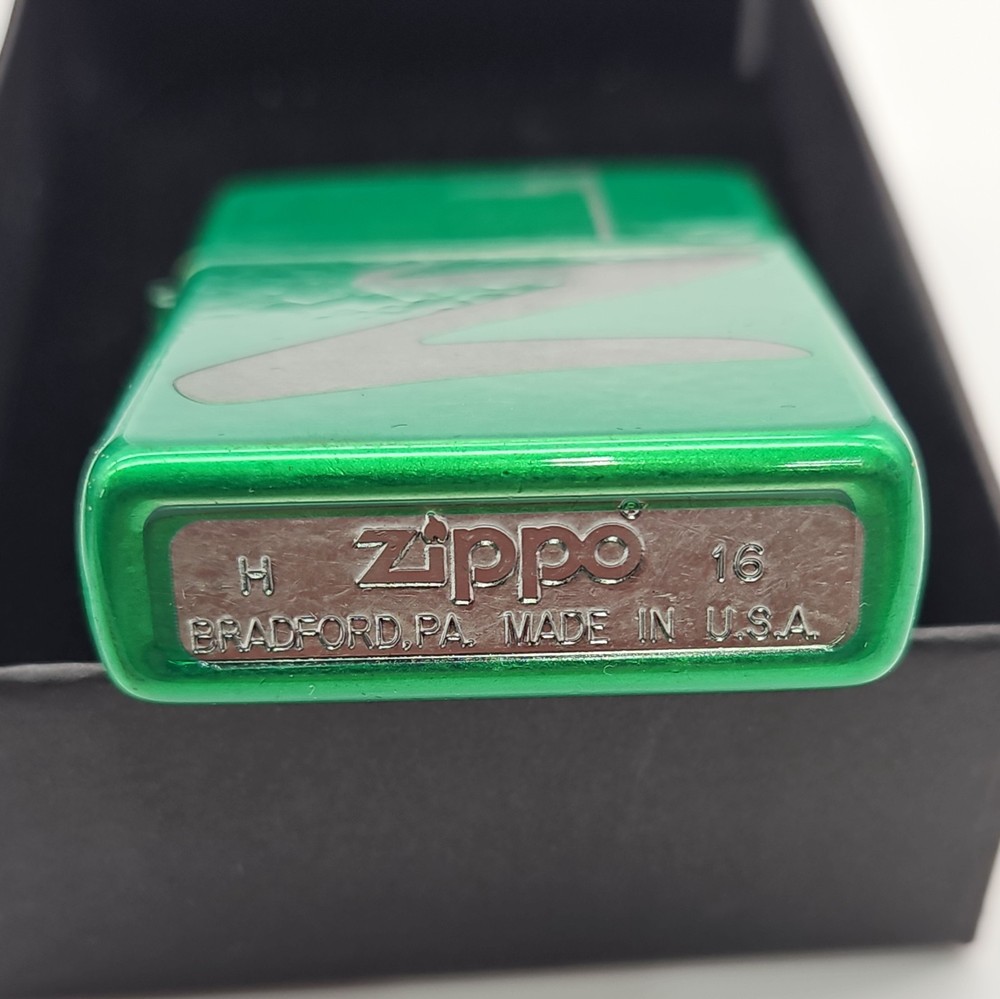 H Zippo® 16
BRADFORD,PA. MADE IN U.S.A.